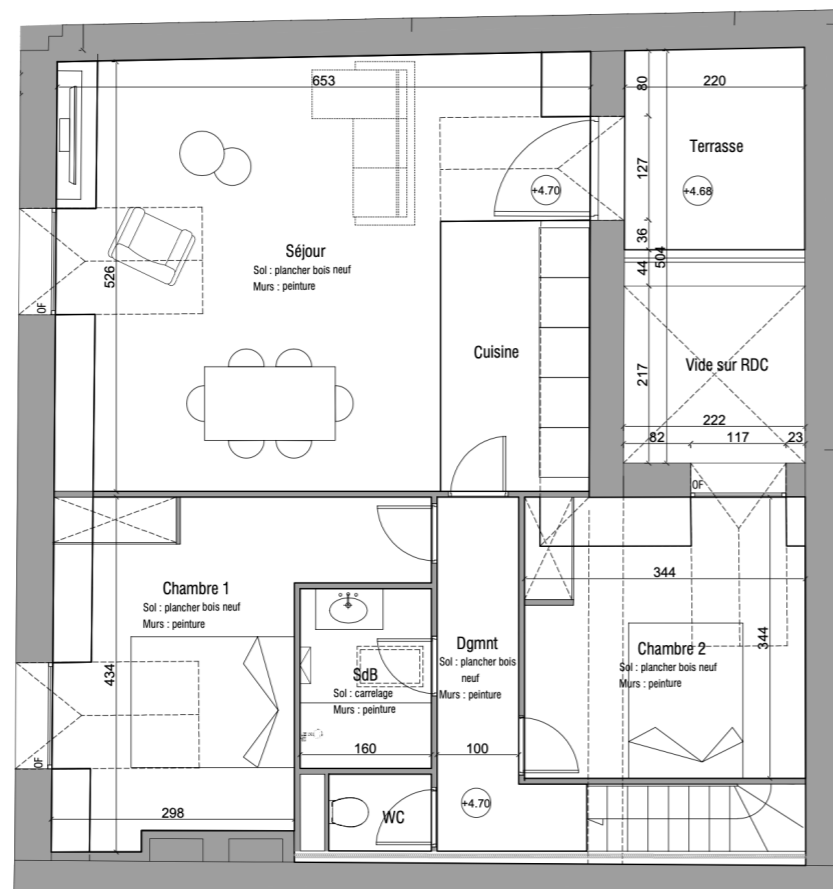 653
80
220
Terrasse
127
+4.70
+4.68
36
Séjour
Sol : plancher bois neuf
Murs : peinture
526
44
504
OF
Cuisine
217
Vide sur RDC
222
82
117
23
OF
344
Chambre 1
Sol : plancher bois neuf
Murs : peinture
434
SdB
Sol : carrelage
Murs : peinture
Dgmnt
Sol : plancher bois
neuf
Murs : peinture
Chambre 2
Sol : plancher bois neuf
Murs : peinture
344
160
100
OF
298
WC
+4.70